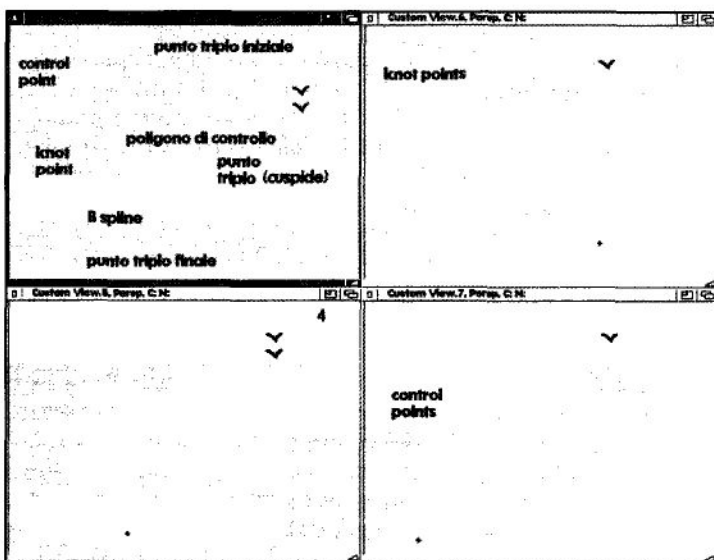 punto triplo iniziale
control
point
poligono di controllo
knot
point
punto
triplo (cuspide)
B spline
punto triplo finale
Custom View.6, Persp, C: N:
knot points
Custom View.5, Persp, C: N:
4
Custom View.7, Persp, C: N:
control
points